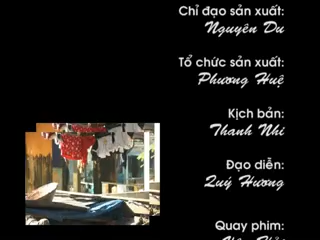 Chỉ đạo sản xuất:
Nguyên Du
Tổ chức sản xuất:
Phương Huệ
Kịch bản:
Thanh Nhi
Đạo diễn:
Quý Hương
Quay phim: